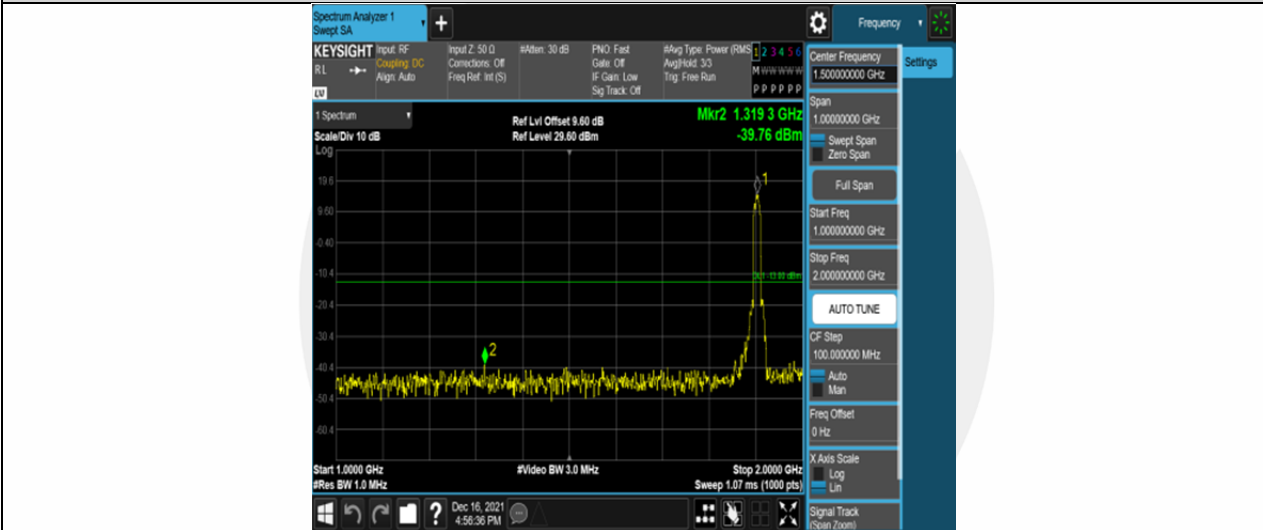 Spectrum Analyzer 1
Swept SA
+
Frequency
KEYSIGHT
Input: RF
Coupling: DC
Align: Auto
Input Z: 50 Ω
Corrections: Off
Freq Ref: Int (S)
#Atten: 30 dB
PNO: Fast
Gate: Off
IF Gain: Low
Sig Track: Off
#Avg Type: Power (RMS
Avg|Hold: 3/3
Trig: Free Run
1 2 3 4 5 6
M W W W W W
P P P P P P
RL
LV
1 Spectrum
Scale/Div 10 dB
Log
Ref Lvl Offset 9.60 dB
Ref Level 29.60 dBm
Mkr2 1.319 3 GHz
-39.76 dBm
19.6
9.60
-0.40
-10.4
-20.4
-30.4
-40.4
-50.4
-60.4
1
2
DL1 -13.00 dBm
Start 1.0000 GHz
#Res BW 1.0 MHz
#Video BW 3.0 MHz
Stop 2.0000 GHz
Sweep 1.07 ms (1000 pts)
?
Dec 16, 2021
4:56:36 PM
Center Frequency
1.500000000 GHz
Span
1.00000000 GHz
Swept Span
Zero Span
Full Span
Start Freq
1.000000000 GHz
Stop Freq
2.000000000 GHz
AUTO TUNE
CF Step
100.000000 MHz
Auto
Man
Freq Offset
0 Hz
X Axis Scale
Log
Lin
Signal Track
(Span Zoom)
Settings